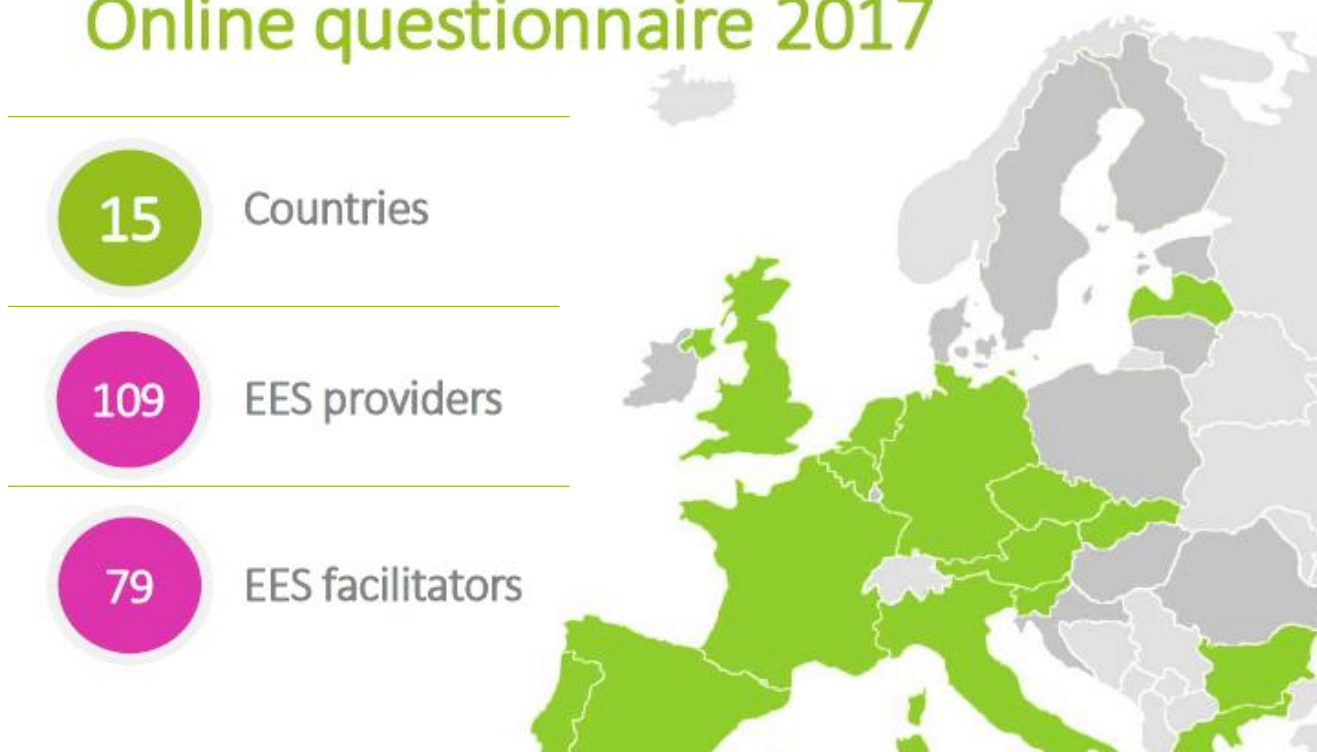 Online questionnaire 2017
15
Countries
109
EES providers
79
EES facilitators